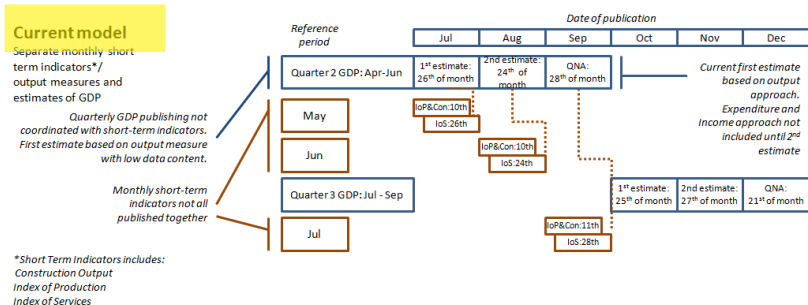 Current model
Separate monthly short
term indicators*/
output measures and
estimates of GDP
Quarterly GDP publishing not
coordinated with short-term indicators.
First estimate based on output measure
with low data content.
Monthly short-term
indicators not all
published together
*Short Term Indicators includes:
Construction Output
Index of Production
Index of Services
Reference
period
Date of publication
Jul
Aug
Sep
Oct
Nov
Dec
Quarter 2 GDP: Apr-Jun
1st estimate:
26th of month
2nd estimate:
24th of
month
QNA:
28th of month
Current first estimate
based on output
approach.
Expenditure and
Income approach not
included until 2nd
estimate
May
IoP&Con:10th
IoS:26th
Jun
IoP&Con:10th
IoS:24th
Quarter 3 GDP: Jul - Sep
1st estimate:
25th of month
2nd estimate:
27th of month
QNA:
21st of month
Jul
IoP&Con:11th
IoS:28th